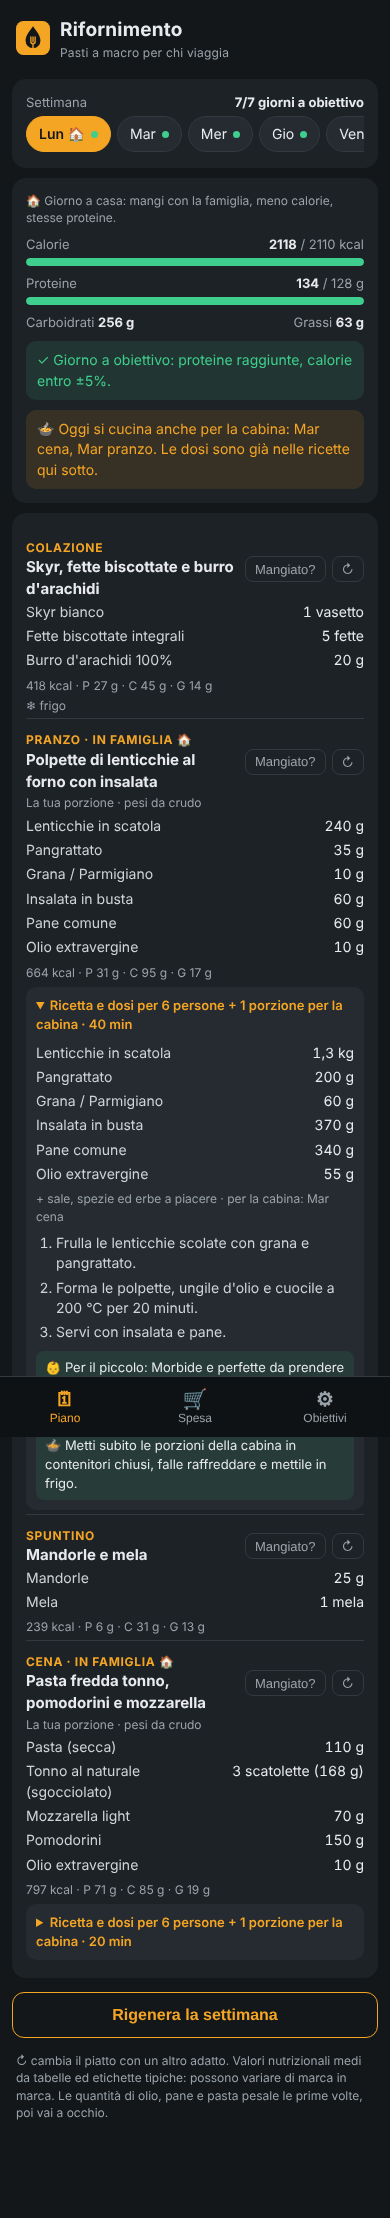 Rifornimento
Pasti a macro per chi viaggia
Settimana 7/7 giorni a obiettivo
Lun Mar Mer Gio Ven
Giorno a casa: mangi con la famiglia, meno calorie,
stesse proteine.
Calorie 2118 / 2110 kcal
Proteine 134 / 128 g
Carboidrati 256 g Grassi 63 g
✓ Giorno a obiettivo: proteine raggiunte, calorie
entro ±5%.
Oggi si cucina anche per la cabina: Mar
cena, Mar pranzo. Le dosi sono già nelle ricette
qui sotto.
COLAZIONE
Skyr, fette biscottate e burro
d'arachidi
Mangiato? ↻
Skyr bianco 1 vasetto
Fette biscottate integrali 5 fette
Burro d'arachidi 100% 20 g
418 kcal · P 27 g · C 45 g · G 14 g
❄ frigo
PRANZO · IN FAMIGLIA
Polpette di lenticchie al
forno con insalata
Mangiato? ↻
La tua porzione · pesi da crudo
Lenticchie in scatola 240 g
Pangrattato 35 g
Grana / Parmigiano 10 g
Insalata in busta 60 g
Pane comune 60 g
Olio extravergine 10 g
664 kcal · P 31 g · C 95 g · G 17 g
▼ Ricetta e dosi per 6 persone + 1 porzione per la
cabina · 40 min
Lenticchie in scatola 1,3 kg
Pangrattato 200 g
Grana / Parmigiano 60 g
Insalata in busta 370 g
Pane comune 340 g
Olio extravergine 55 g
+ sale, spezie ed erbe a piacere · per la cabina: Mar
cena
1. Frulla le lenticchie scolate con grana e
pangrattato.
2. Forma le polpette, ungile d'olio e cuocile a
200 °C per 20 minuti.
3. Servi con insalata e pane.
Per il piccolo: Morbide e perfette da prendere
Piano Spesa Obiettivi
Metti subito le porzioni della cabina in
contenitori chiusi, falle raffreddare e mettile in
frigo.
SPUNTINO
Mandorle e mela
Mangiato? ↻
Mandorle 25 g
Mela 1 mela
239 kcal · P 6 g · C 31 g · G 13 g
CENA · IN FAMIGLIA
Pasta fredda tonno,
pomodorini e mozzarella
Mangiato? ↻
La tua porzione · pesi da crudo
Pasta (secca) 110 g
Tonno al naturale 3 scatolette (168 g)
(sgocciolato)
Mozzarella light 70 g
Pomodorini 150 g
Olio extravergine 10 g
797 kcal · P 71 g · C 85 g · G 19 g
▶ Ricetta e dosi per 6 persone + 1 porzione per la
cabina · 20 min
Rigenera la settimana
↻ cambia il piatto con un altro adatto. Valori nutrizionali medi
da tabelle ed etichette tipiche: possono variare di marca in
marca. Le quantità di olio, pane e pasta pesale le prime volte,
poi vai a occhio.